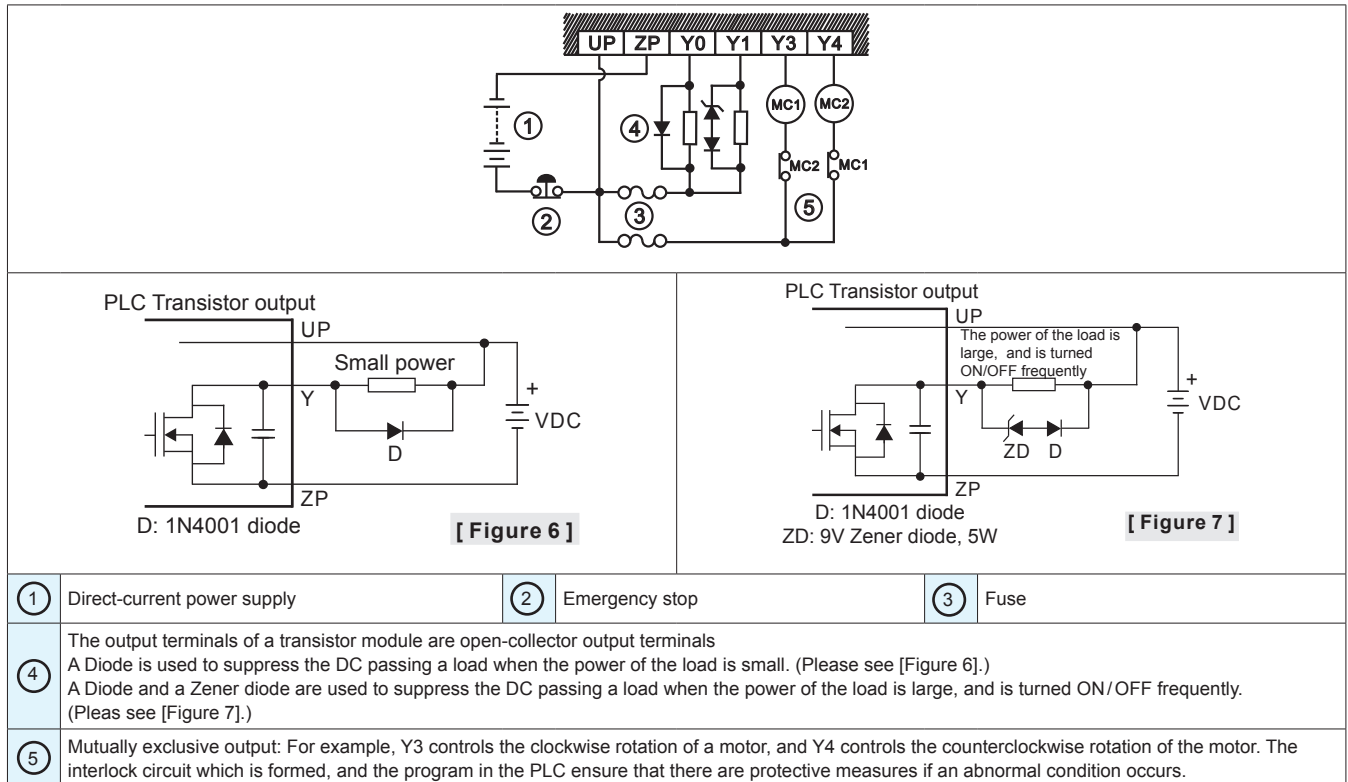 UP ZP Y0 Y1 Y3 Y4
MC1 MC2
1
4
MC2 MC1
2
3
5
PLC Transistor output
UP
Small power
Y
+
VDC
D
ZP
D: 1N4001 diode
[ Figure 6 ]
PLC Transistor output
UP
The power of the load is
large, and is turned
ON/OFF frequently
Y
+
VDC
ZD D
ZP
D: 1N4001 diode
ZD: 9V Zener diode, 5W
[ Figure 7 ]
1 Direct-current power supply 2 Emergency stop 3 Fuse
4
The output terminals of a transistor module are open-collector output terminals
A Diode is used to suppress the DC passing a load when the power of the load is small. (Please see [Figure 6].)
A Diode and a Zener diode are used to suppress the DC passing a load when the power of the load is large, and is turned ON/OFF frequently.
(Pleas see [Figure 7].)
5
Mutually exclusive output: For example, Y3 controls the clockwise rotation of a motor, and Y4 controls the counterclockwise rotation of the motor. The
interlock circuit which is formed, and the program in the PLC ensure that there are protective measures if an abnormal condition occurs.